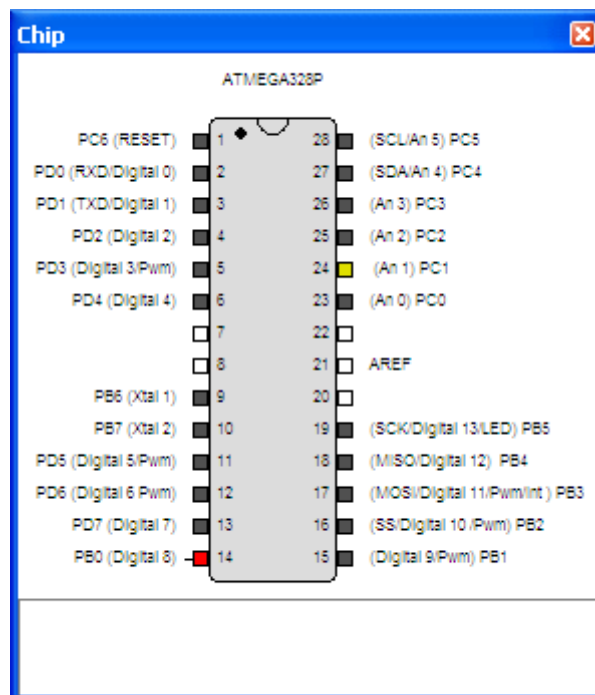 Chip
ATMEGA328P
PC6 (RESET) 1 28 (SCL/An 5) PC5
PD0 (RXD/Digital 0) 2 27 (SDA/An 4) PC4
PD1 (TXD/Digital 1) 3 26 (An 3) PC3
PD2 (Digital 2) 4 25 (An 2) PC2
PD3 (Digital 3/Pwm) 5 24 (An 1) PC1
PD4 (Digital 4) 6 23 (An 0) PC0
7 22
8 21 AREF
PB6 (Xtal 1) 9 20
PB7 (Xtal 2) 10 19 (SCK/Digital 13/LED) PB5
PD5 (Digital 5/Pwm) 11 18 (MISO/Digital 12) PB4
PD6 (Digital 6 Pwm) 12 17 (MOSI/Digital 11/Pwm/Int ) PB3
PD7 (Digital 7) 13 16 (SS/Digital 10 /Pwm) PB2
PB0 (Digital 8) 14 15 (Digital 9/Pwm) PB1